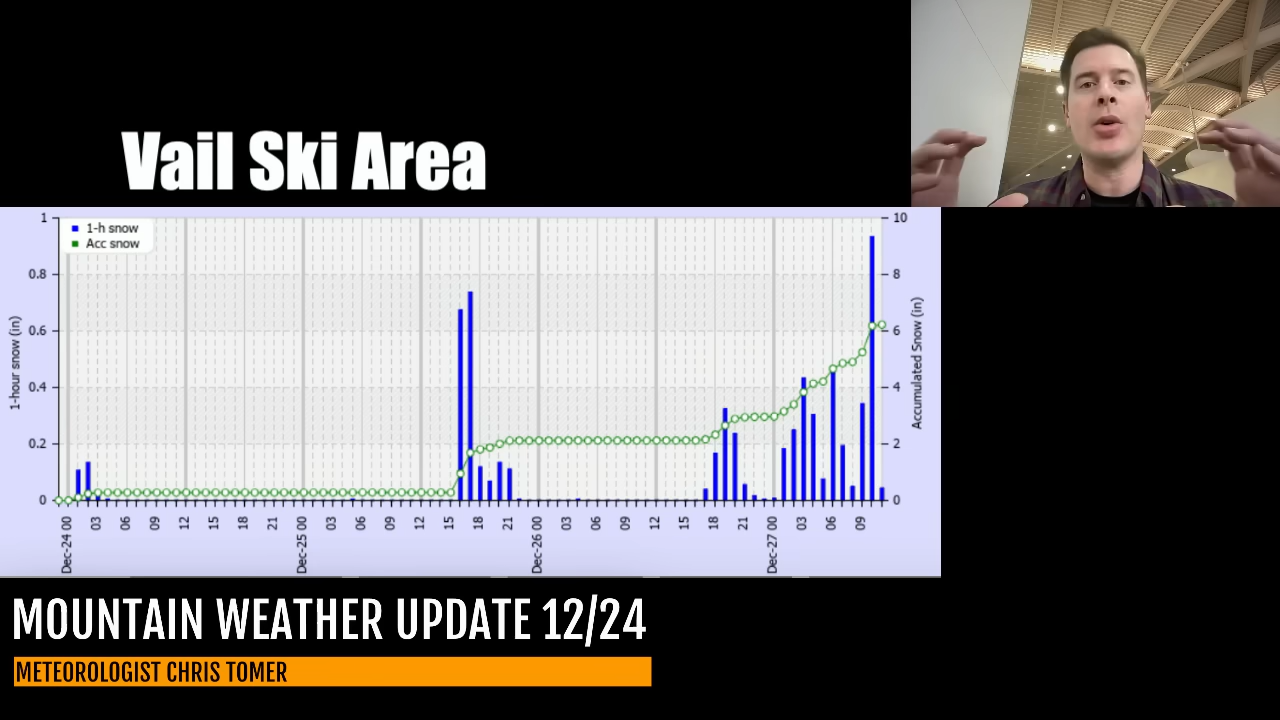 Vail Ski Area
1-h snow
Acc snow
1-hour snow (in)
1
0.8
0.6
0.4
0.2
0
10
8
6
4
2
0
Accumulated Snow (in)
Dec-24 00 03 06 09 12 15 18 21 Dec-25 00 03 06 09 12 15 18 21 Dec-26 00 03 06 09 12 15 18 21 Dec-27 00 03 06 09
MOUNTAIN WEATHER UPDATE 12/24
METEOROLOGIST CHRIS TOMER